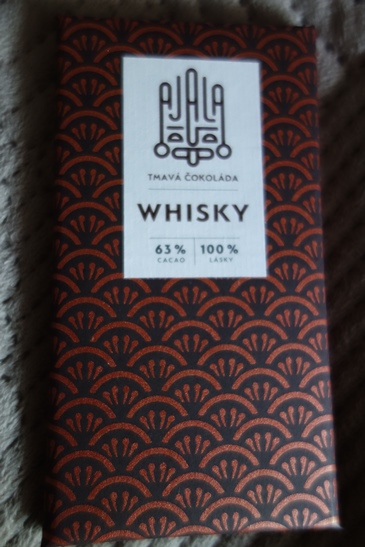 AJALA
TMAVÁ ČOKOLÁDA
WHISKY
63% 100%
CACAO LÁSKY